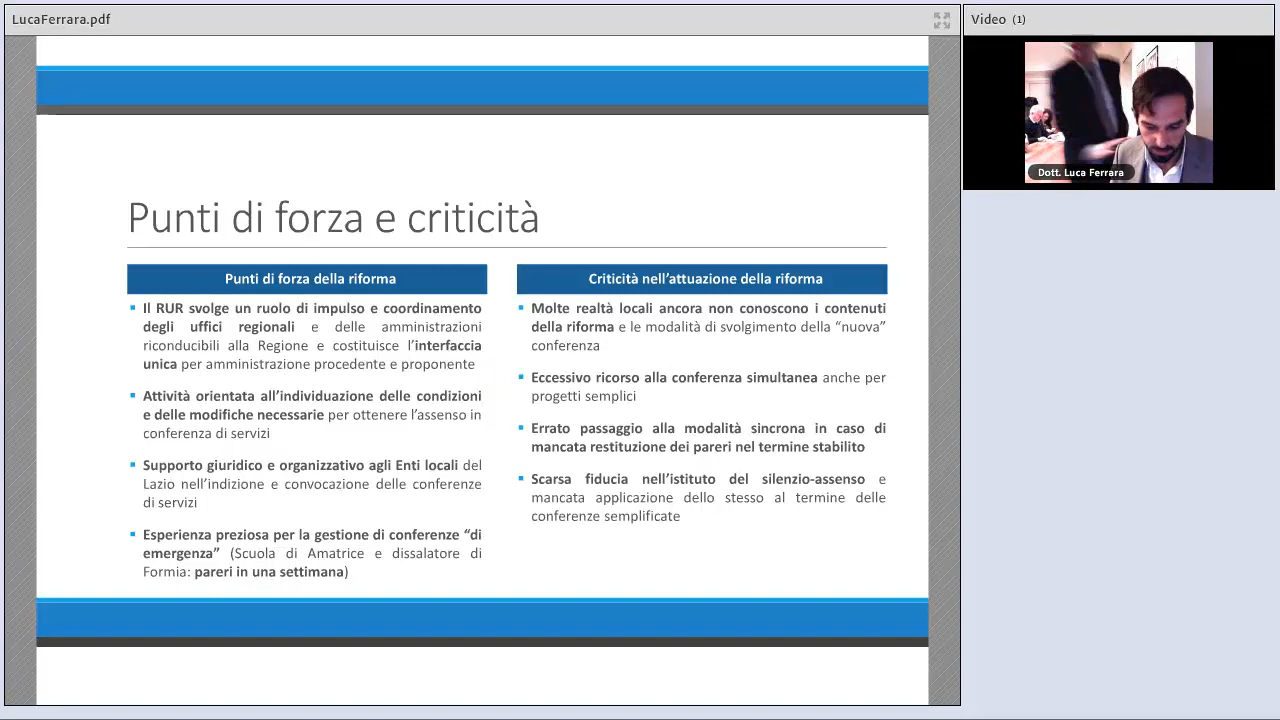 LucaFerrara.pdf
Video (1)
Dott. Luca Ferrara
Punti di forza e criticità
Punti di forza della riforma
Il RUR svolge un ruolo di impulso e coordinamento
degli uffici regionali e delle amministrazioni
riconducibili alla Regione e costituisce l’interfaccia
unica per amministrazione procedente e proponente
Attività orientata all’individuazione delle condizioni
e delle modifiche necessarie per ottenere l’assenso in
conferenza di servizi
Supporto giuridico e organizzativo agli Enti locali del
Lazio nell’indizione e convocazione delle conferenze
di servizi
Esperienza preziosa per la gestione di conferenze “di
emergenza” (Scuola di Amatrice e dissalatore di
Formia: pareri in una settimana)
Criticità nell’attuazione della riforma
Molte realtà locali ancora non conoscono i contenuti
della riforma e le modalità di svolgimento della “nuova”
conferenza
Eccessivo ricorso alla conferenza simultanea anche per
progetti semplici
Errato passaggio alla modalità sincrona in caso di
mancata restituzione dei pareri nel termine stabilito
Scarsa fiducia nell’istituto del silenzio-assenso e
mancata applicazione dello stesso al termine delle
conferenze semplificate